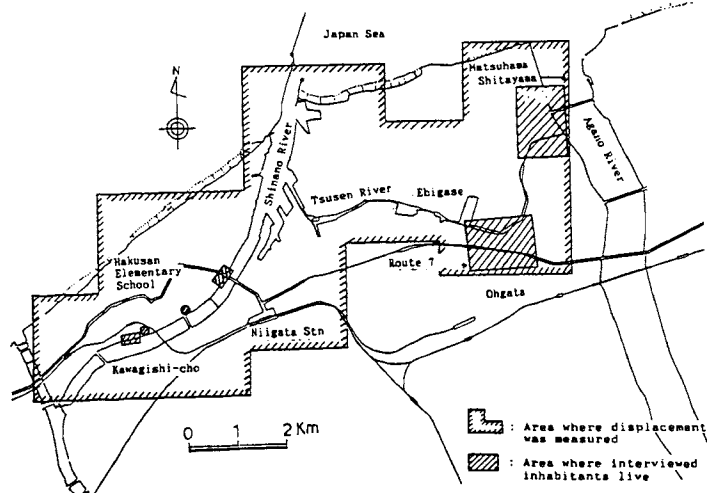 Japan Sea
N
Matsuhama
Shitayama
Agano River
Shinano River
Tsusen River
Ebigase
Hakusan
Elementary
School
Route 7
Ohgata
Niigata Stn
Kawagishi-cho
0 1 2 Km
: Area where displacement
was measured
: Area where interviewed
inhabitants live